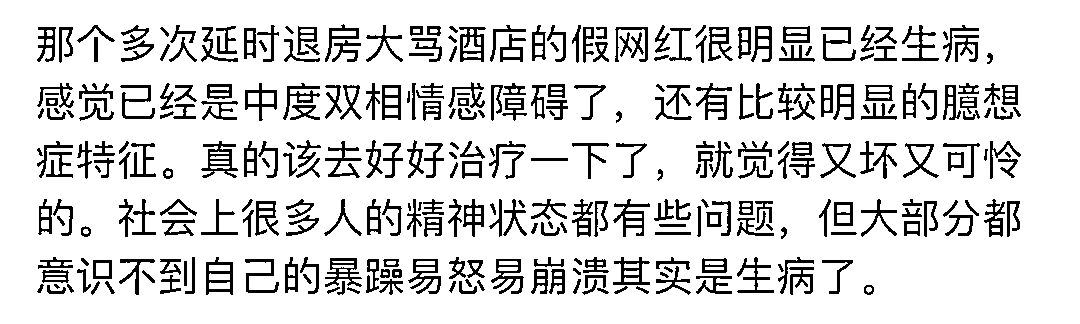 那个多次延时退房大骂酒店的假网红很明显已经生病，
感觉已经是中度双相情感障碍了，还有比较明显的臆想
症特征。真的该去好好治疗一下了，就觉得又坏又可怜
的。社会上很多人的精神状态都有些问题，但大部分都
意识不到自己的暴躁易怒易崩溃其实是生病了。